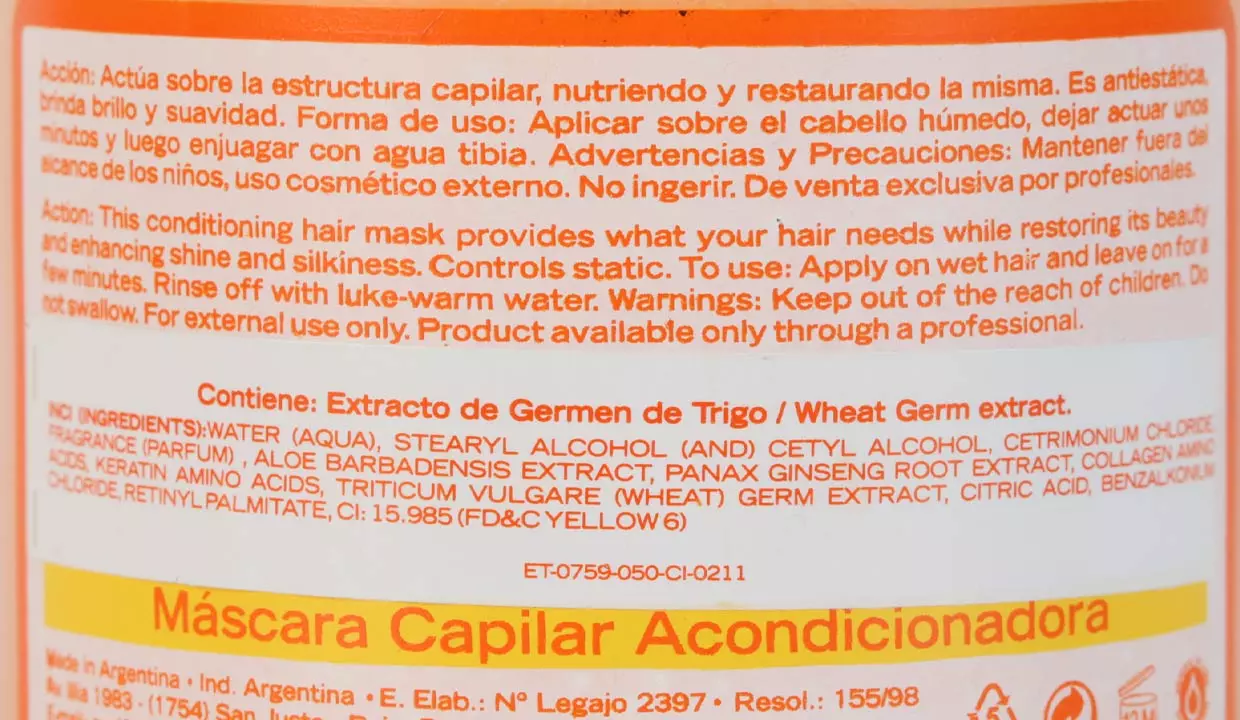 Acción: Actúa sobre la estructura capilar, nutriendo y restaurando la misma. Es antiestática,
brinda brillo y suavidad. Forma de uso: Aplicar sobre el cabello húmedo, dejar actuar unos
minutos y luego enjuagar con agua tibia. Advertencias y Precauciones: Mantener fuera del
alcance de los niños, uso cosmético externo. No ingerir. De venta exclusiva por profesionales.
Action: This conditioning hair mask provides what your hair needs while restoring its beauty
and enhancing shine and silkiness. Controls static. To use: Apply on wet hair and leave on for a
few minutes. Rinse off with luke-warm water. Warnings: Keep out of the reach of children. Do
not swallow. For external use only. Product available only through a professional.
Contiene: Extracto de Germen de Trigo / Wheat Germ extract.
INCI (INGREDIENTS):WATER (AQUA), STEARYL ALCOHOL (AND) CETYL ALCOHOL, CETRIMONIUM CHLORIDE,
FRAGRANCE (PARFUM) , ALOE BARBADENSIS EXTRACT, PANAX GINSENG ROOT EXTRACT, COLLAGEN AMINO
ACIDS, KERATIN AMINO ACIDS, TRITICUM VULGARE (WHEAT) GERM EXTRACT, CITRIC ACID, BENZALKONIUM
CHLORIDE, RETINYL PALMITATE, CI: 15.985 (FD&C YELLOW 6)
ET-0759-050-CI-0211
Máscara Capilar Acondicionadora
Made in Argentina • Ind. Argentina • E. Elab.: Nº Legajo 2397 • Resol.: 155/98
1983 - (1754) San Justo